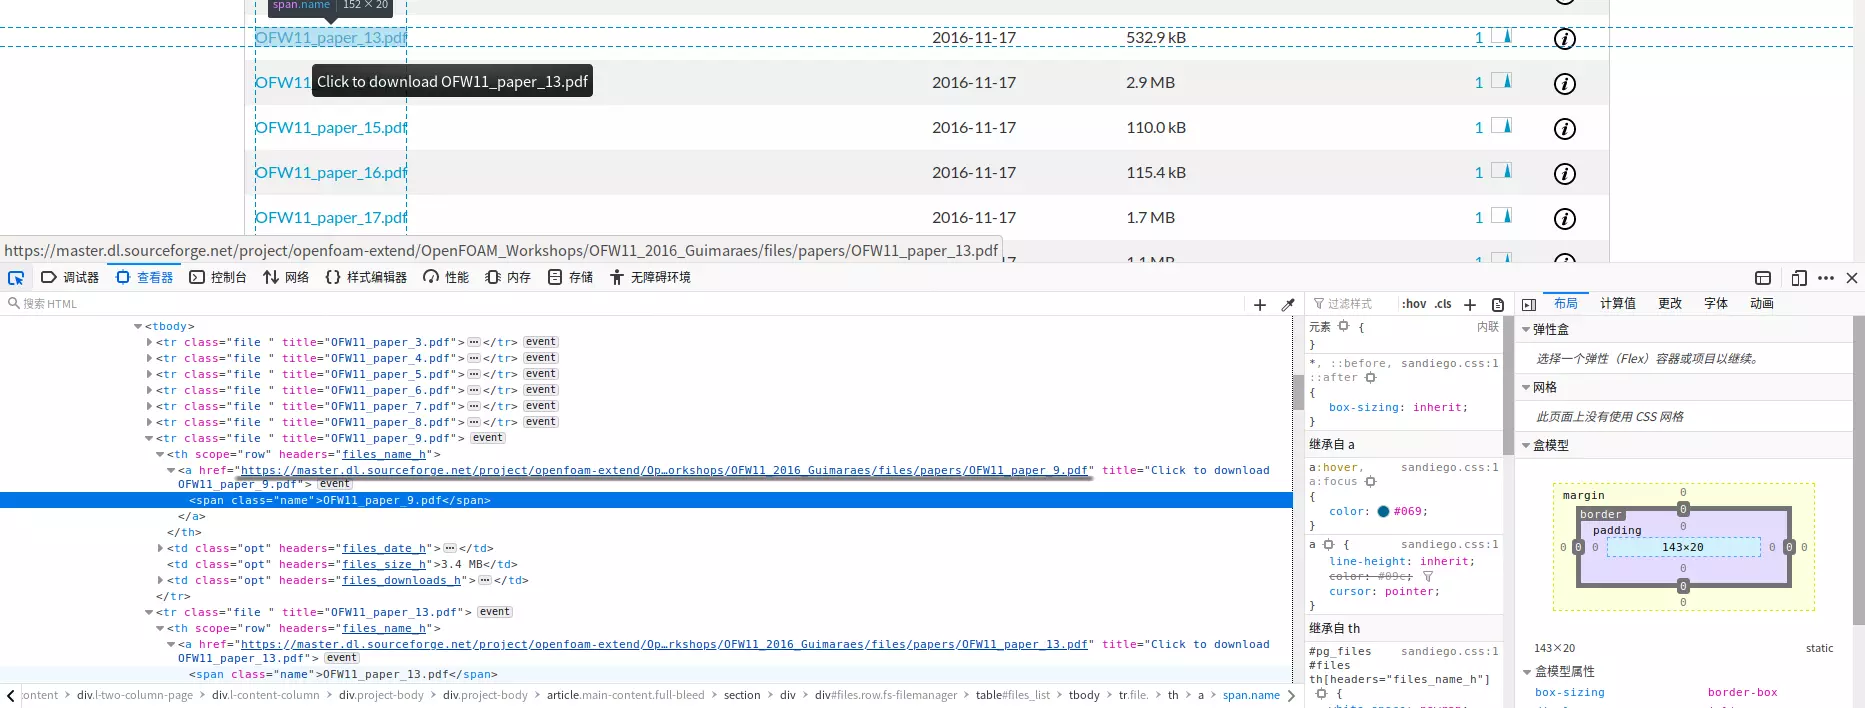 span.name | 152 × 20
OFW11_paper_13.pdf 2016-11-17 532.9 kB 1
OFW11 2016-11-17 2.9 MB 1
Click to download OFW11_paper_13.pdf
OFW11_paper_15.pdf 2016-11-17 110.0 kB 1
OFW11_paper_16.pdf 2016-11-17 115.4 kB 1
OFW11_paper_17.pdf 2016-11-17 1.7 MB 1
https://master.dl.sourceforge.net/project/openfoam-extend/OpenFOAM_Workshops/OFW11_2016_Guimaraes/files/papers/OFW11_paper_13.pdf
调试器 查看器 控制台 网络 样式编辑器 性能 内存 存储 无障碍环境
搜索 HTML
<tbody>
<tr class="file " title="OFW11_paper_3.pdf"></tr> event
<tr class="file " title="OFW11_paper_4.pdf"></tr> event
<tr class="file " title="OFW11_paper_5.pdf"></tr> event
<tr class="file " title="OFW11_paper_6.pdf"></tr> event
<tr class="file " title="OFW11_paper_7.pdf"></tr> event
<tr class="file " title="OFW11_paper_8.pdf"></tr> event
<tr class="file " title="OFW11_paper_9.pdf"> event
<th scope="row" headers="files_name_h">
<a href="https://master.dl.sourceforge.net/project/openfoam-extend/Op…orkshops/OFW11_2016_Guimaraes/files/papers/OFW11_paper_9.pdf" title="Click to download
OFW11_paper_9.pdf"> event
<span class="name">OFW11_paper_9.pdf</span>
</a>
</th>
<td class="opt" headers="files_date_h"></td>
<td class="opt" headers="files_size_h">3.4 MB</td>
<td class="opt" headers="files_downloads_h"></td>
</tr>
<tr class="file " title="OFW11_paper_13.pdf"> event
<th scope="row" headers="files_name_h">
<a href="https://master.dl.sourceforge.net/project/openfoam-extend/Op…rkshops/OFW11_2016_Guimaraes/files/papers/OFW11_paper_13.pdf" title="Click to download
OFW11_paper_13.pdf"> event
<span class="name">OFW11_paper_13.pdf</span>
ontent > div.l-two-column-page > div.l-content-column > div.project-body > div.project-body > article.main-content.full-bleed > section > div > div#files.row.fs-filemanager > table#files_list > tbody > tr.file. > th > a > span.name
过滤样式 :hov .cls +
元素 { 内联
}
*, ::before, sandiego.css:1
::after
{
box-sizing: inherit;
}
继承自 a
a:hover, sandiego.css:1
a:focus
{
color: #069;
}
a { sandiego.css:1
line-height: inherit;
color: #09c;
cursor: pointer;
}
继承自 th
#pg_files sandiego.css:1
#files
th[headers="files_name_h"]
{
布局 计算值 更改 字体 动画
弹性盒
选择一个弹性（Flex）容器或项目以继续。
网格
此页面上没有使用 CSS 网格
盒模型
margin 0
border 0
padding 0
0 0 0 143×20 0 0 0
0
0
0
143×20 static
盒模型属性
box-sizing border-box